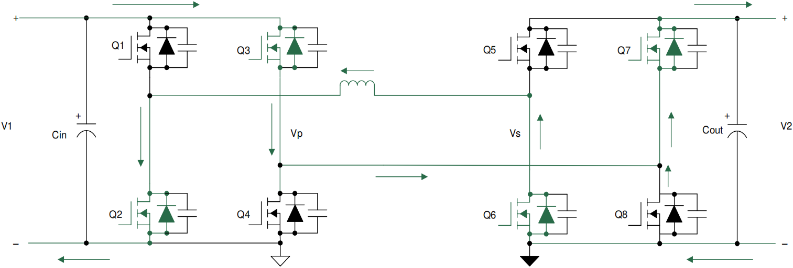 +
+
Q1
Q3
Q5
Q7
+
+
V1
Cin
Vp
Vs
Cout
V2
Q2
Q4
Q6
Q8
–
–